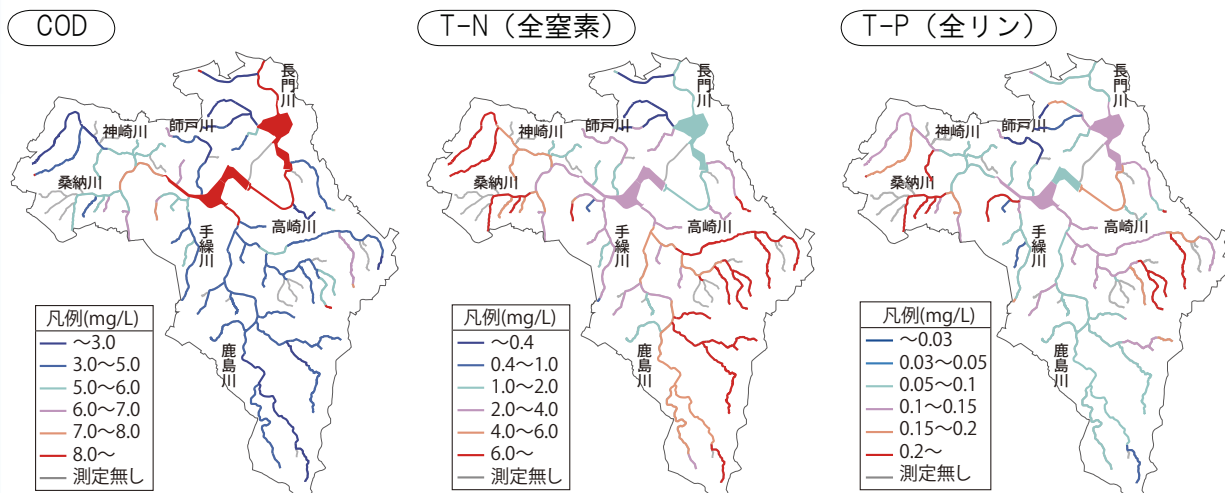 COD
長門川
神崎川
師戸川
桑納川
手繰川
高崎川
鹿島川
凡例(mg/L)
～3.0
3.0～5.0
5.0～6.0
6.0～7.0
7.0～8.0
8.0～
測定無し
T-N（全窒素）
長門川
神崎川
師戸川
桑納川
手繰川
高崎川
鹿島川
凡例(mg/L)
～0.4
0.4～1.0
1.0～2.0
2.0～4.0
4.0～6.0
6.0～
測定無し
T-P（全リン）
長門川
神崎川
師戸川
桑納川
手繰川
高崎川
鹿島川
凡例(mg/L)
～0.03
0.03～0.05
0.05～0.1
0.1～0.15
0.15～0.2
0.2～
測定無し